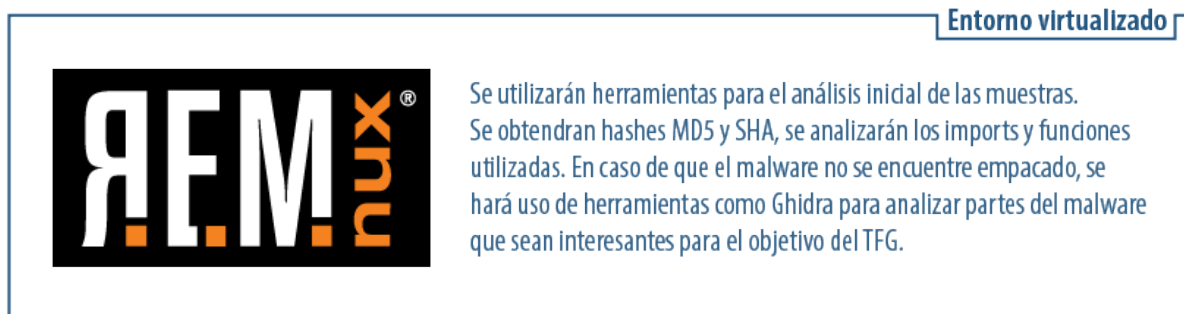 Entorno virtualizado
REMnux®
Se utilizarán herramientas para el análisis inicial de las muestras.
Se obtendran hashes MD5 y SHA, se analizarán los imports y funciones
utilizadas. En caso de que el malware no se encuentre empacado, se
hará uso de herramientas como Ghidra para analizar partes del malware
que sean interesantes para el objetivo del TFG.